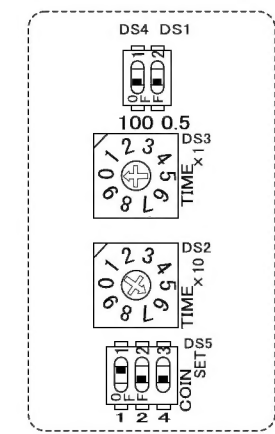 DS4 DS1
1 2
O F F
100 0.5
DS3
0 1 2 3 4 5 6 7 8 9
TIME ×1
DS2
0 1 2 3 4 5 6 7 8 9
TIME ×10
DS5
1 2 3
O F F
COIN SET
1 2 4